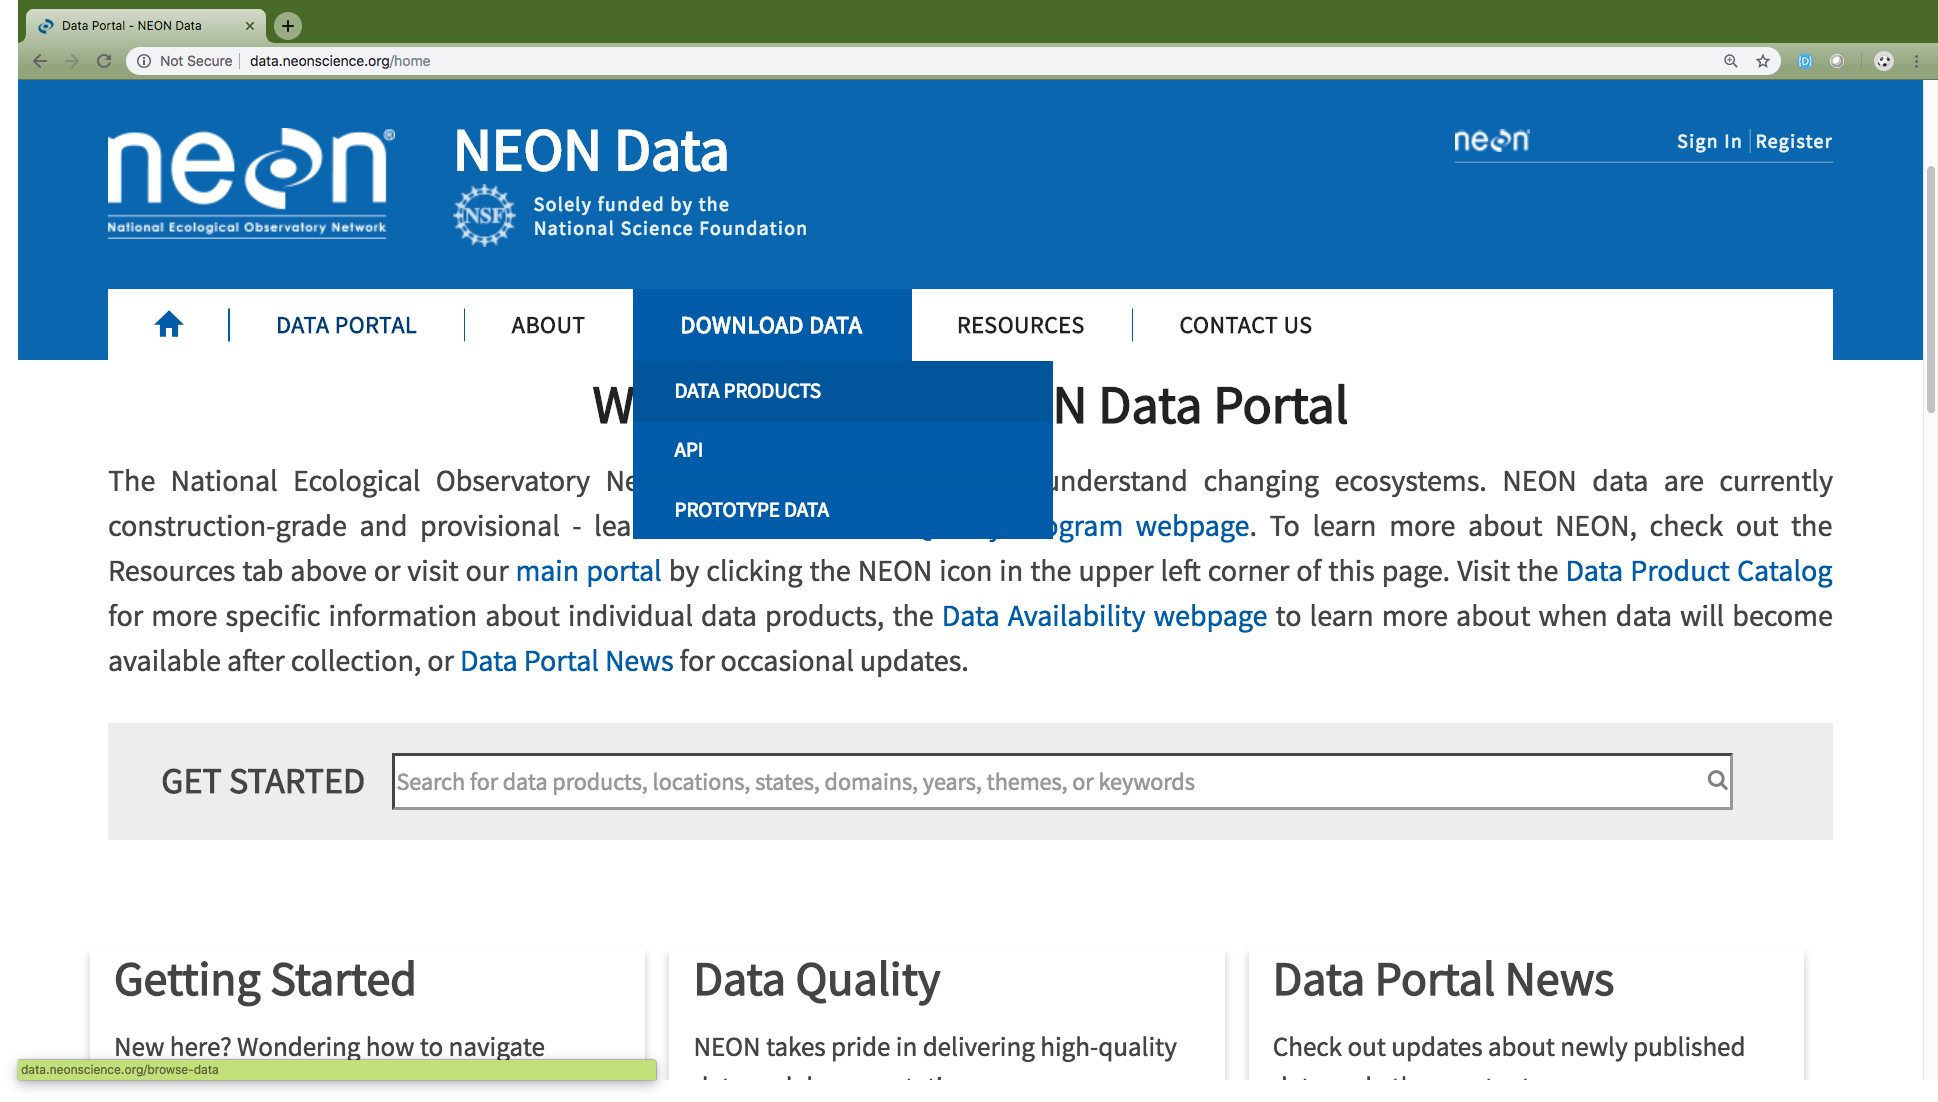 Data Portal - NEON Data
Not Secure data.neonscience.org/home
neon®
National Ecological Observatory Network
NEON Data
NSF
Solely funded by the
National Science Foundation
neon
Sign In Register
DATA PORTAL ABOUT DOWNLOAD DATA RESOURCES CONTACT US
DATA PRODUCTS
API
PROTOTYPE DATA
N Data Portal
The National Ecological Observatory understand changing ecosystems. NEON data are currently
construction-grade and provisional - webpage. To learn more about NEON, check out the
Resources tab above or visit our main portal by clicking the NEON icon in the upper left corner of this page. Visit the Data Product Catalog
for more specific information about individual data products, the Data Availability webpage to learn more about when data will become
available after collection, or Data Portal News for occasional updates.
GET STARTED Search for data products, locations, states, domains, years, themes, or keywords
Getting Started
New here? Wondering how to navigate
Data Quality
NEON takes pride in delivering high-quality
Data Portal News
Check out updates about newly published
data.neonscience.org/browse-data